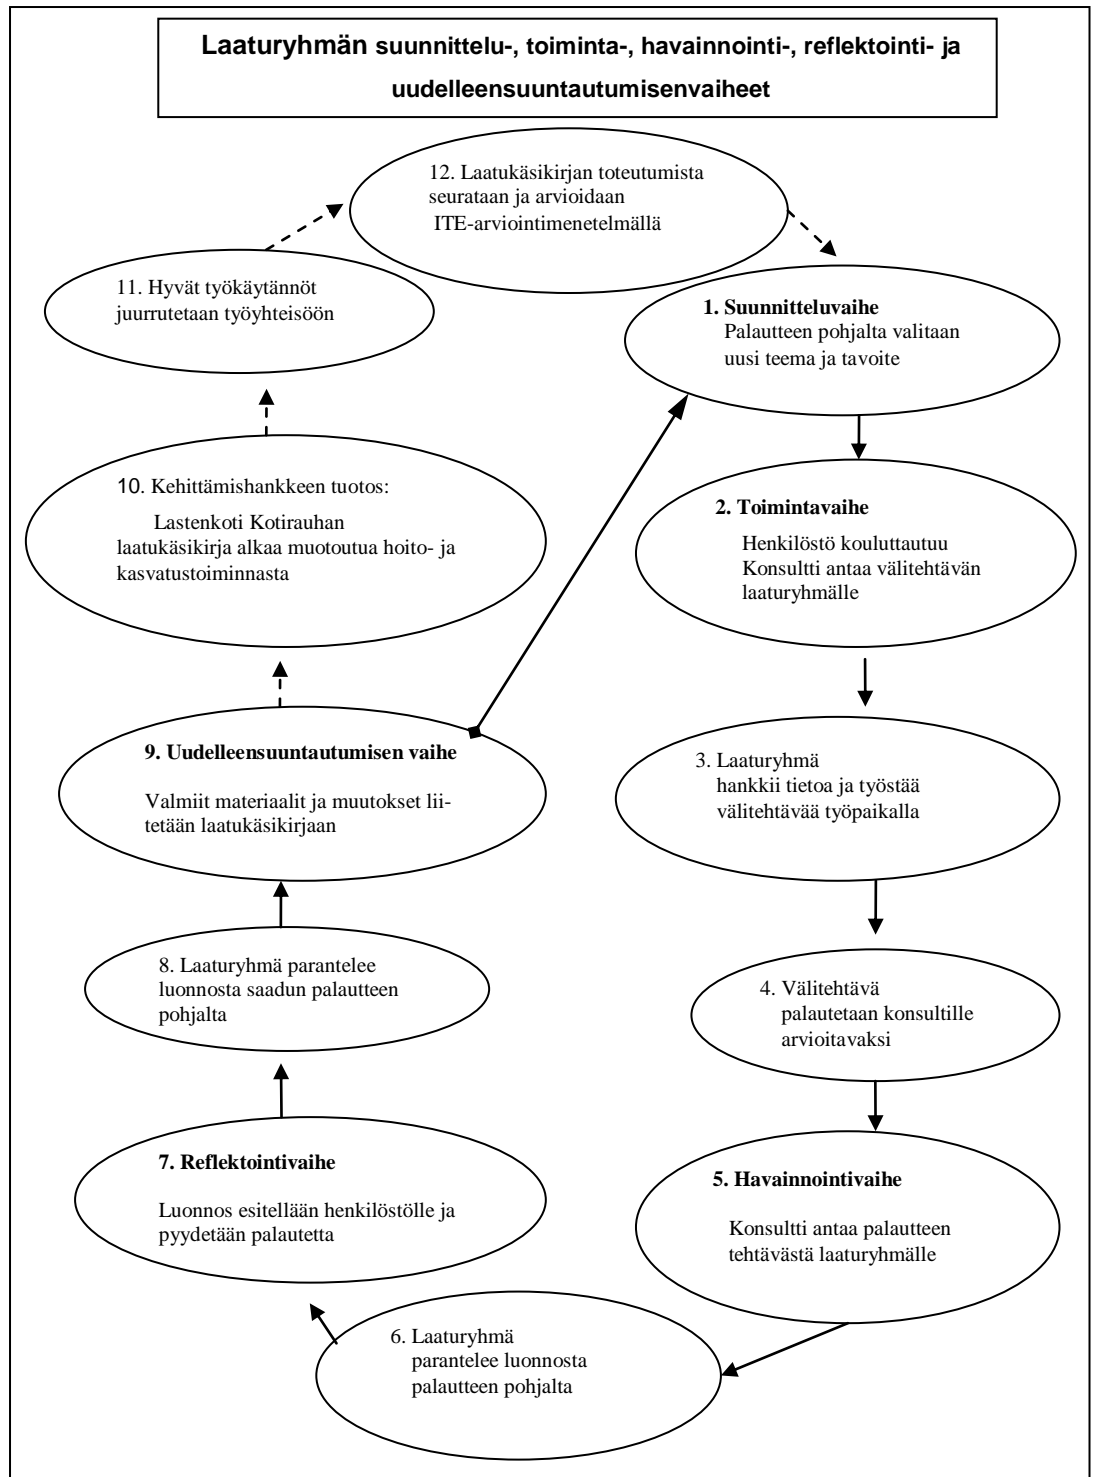 Laaturyhmän suunnittelu-, toiminta-, havainnointi-, reflektointi- ja
uudelleensuuntautumisenvaiheet
12. Laatukäsikirjan toteutumista
seurataan ja arvioidaan
ITE-arviointimenetelmällä
11. Hyvät työkäytännöt
juurrutetaan työyhteisöön
1. Suunnitteluvaihe
Palautteen pohjalta valitaan
uusi teema ja tavoite
10. Kehittämishankkeen tuotos:
Lastenkoti Kotirauhan
laatukäsikirja alkaa muotoutua hoito- ja
kasvatustoiminnasta
2. Toimintavaihe
Henkilöstö kouluttautuu
Konsultti antaa välitehtävän
laaturyhmälle
9. Uudelleensuuntautumisen vaihe
Valmiit materiaalit ja muutokset lii-
tetään laatukäsikirjaan
3. Laaturyhmä
hankkii tietoa ja työstää
välitehtävää työpaikalla
8. Laaturyhmä parantelee
luonnosta saadun palautteen
pohjalta
4. Välitehtävä
palautetaan konsultille
arvioitavaksi
7. Reflektointivaihe
Luonnos esitellään henkilöstölle ja
pyydetään palautetta
5. Havainnointivaihe
Konsultti antaa palautteen
tehtävästä laaturyhmälle
6. Laaturyhmä
parantelee luonnosta
palautteen pohjalta